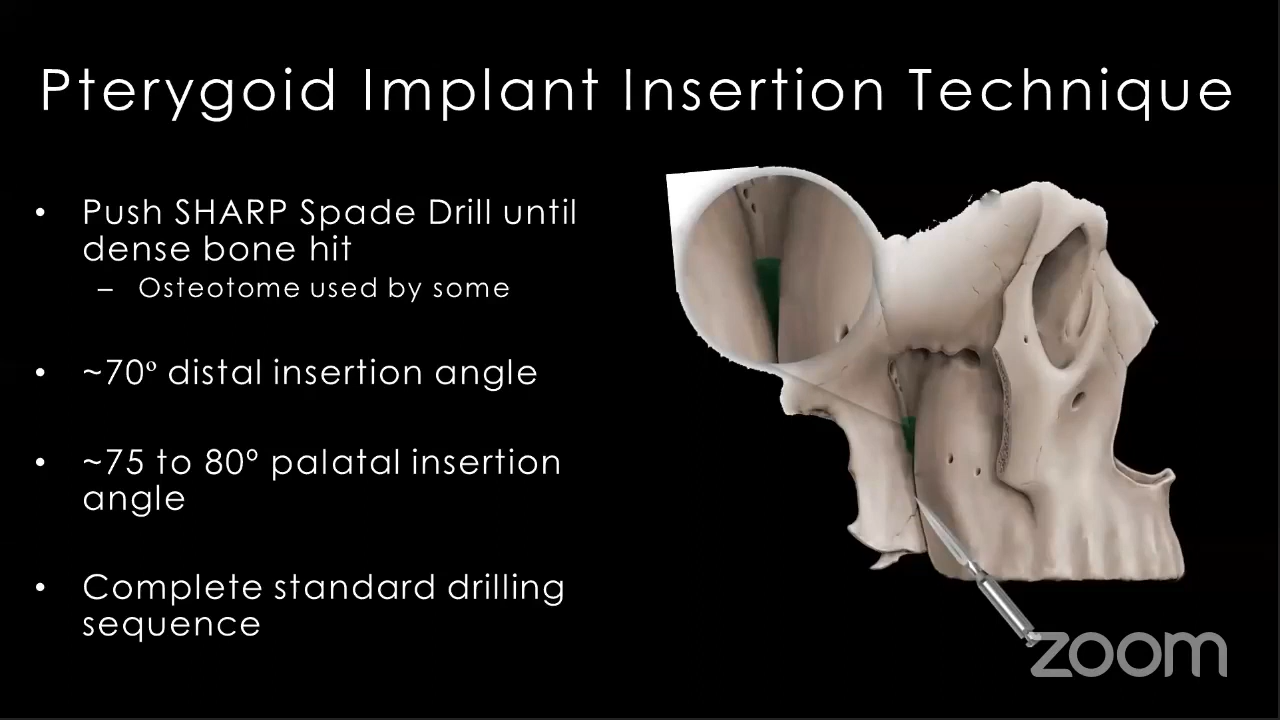 Pterygoid Implant Insertion Technique
• Push SHARP Spade Drill until
dense bone hit
– Osteotome used by some
• ~70º distal insertion angle
• ~75 to 80º palatal insertion
angle
• Complete standard drilling
sequence
zoom